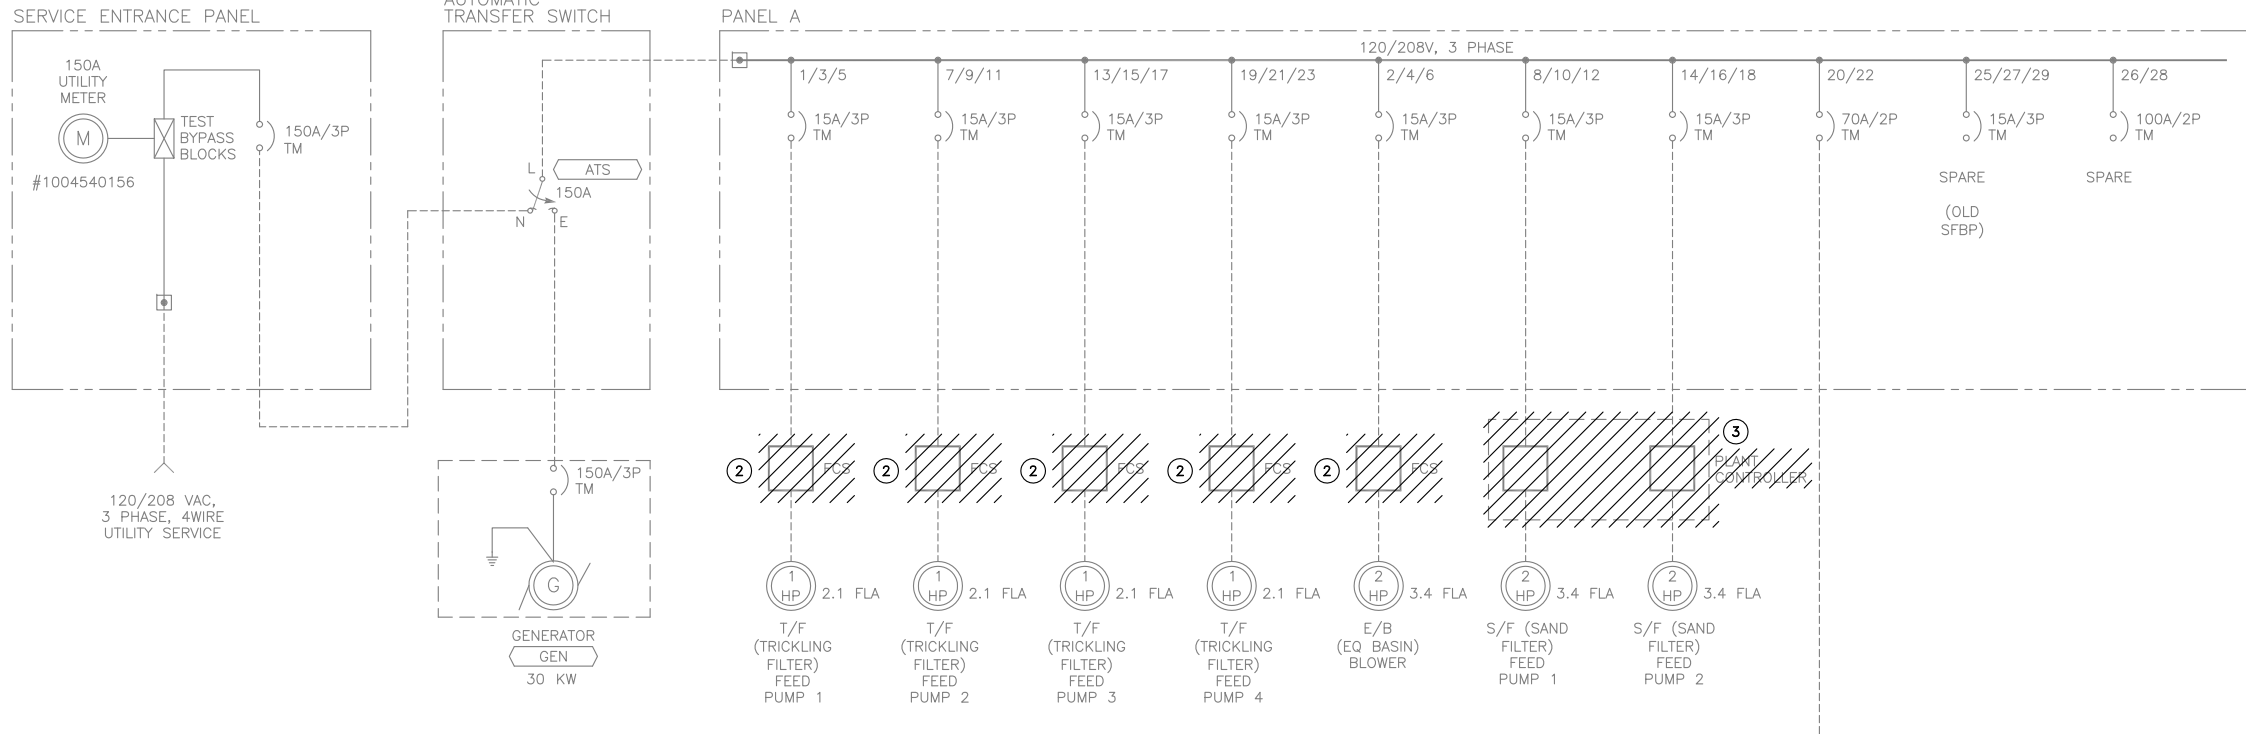 SERVICE ENTRANCE PANEL
150A
UTILITY
METER
M
#1004540156
TEST
BYPASS
BLOCKS
150A/3P
TM
120/208 VAC,
3 PHASE, 4WIRE
UTILITY SERVICE
AUTOMATIC
TRANSFER SWITCH
L
ATS
150A
N
E
150A/3P
TM
G
GENERATOR
GEN
30 KW
PANEL A
120/208V, 3 PHASE
1/3/5
15A/3P
TM
7/9/11
15A/3P
TM
13/15/17
15A/3P
TM
19/21/23
15A/3P
TM
2/4/6
15A/3P
TM
8/10/12
15A/3P
TM
14/16/18
15A/3P
TM
20/22
70A/2P
TM
25/27/29
15A/3P
TM
SPARE
(OLD
SFBP)
26/28
100A/2P
TM
SPARE
2
FCS
2
FCS
2
FCS
2
FCS
2
FCS
3
PLANT
CONTROLLER
1
HP
2.1 FLA
T/F
(TRICKLING
FILTER)
FEED
PUMP 1
1
HP
2.1 FLA
T/F
(TRICKLING
FILTER)
FEED
PUMP 2
1
HP
2.1 FLA
T/F
(TRICKLING
FILTER)
FEED
PUMP 3
1
HP
2.1 FLA
T/F
(TRICKLING
FILTER)
FEED
PUMP 4
2
HP
3.4 FLA
E/B
(EQ BASIN)
BLOWER
2
HP
3.4 FLA
S/F (SAND
FILTER)
FEED
PUMP 1
2
HP
3.4 FLA
S/F (SAND
FILTER)
FEED
PUMP 2